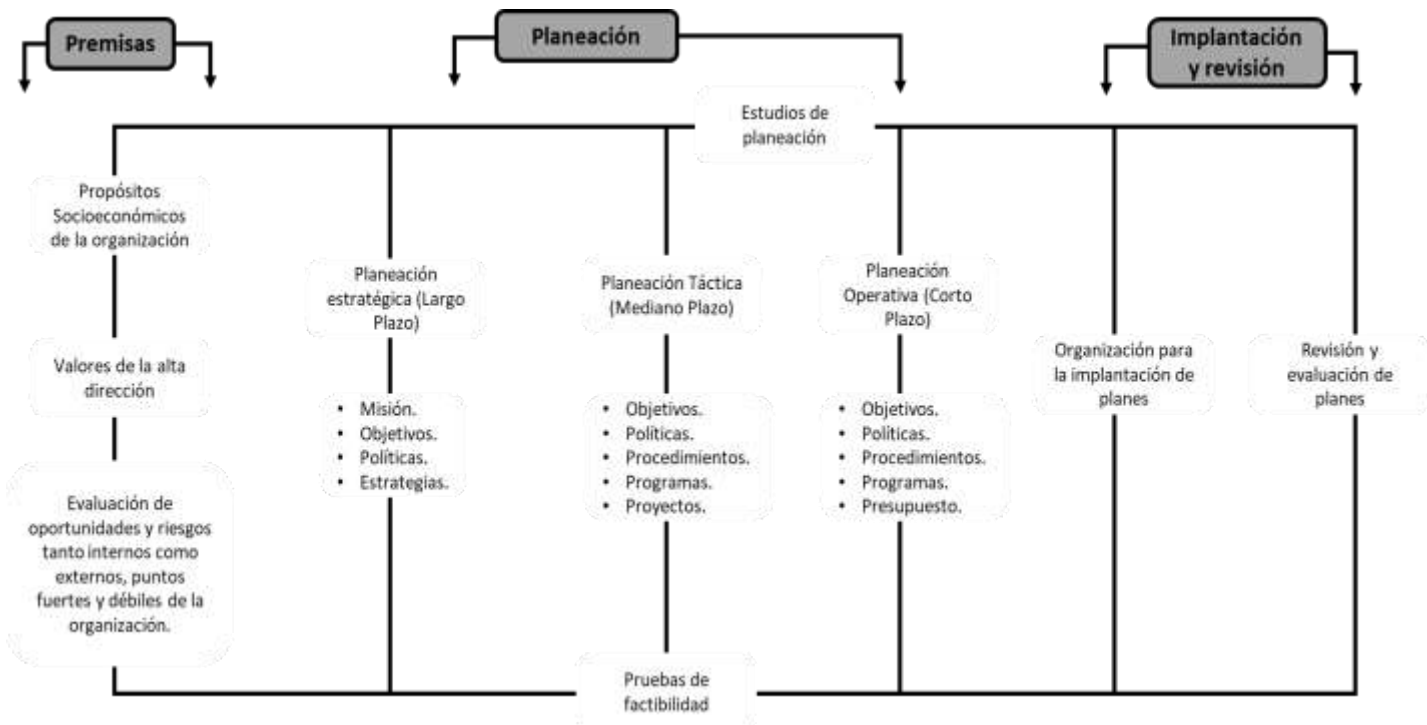 Premisas
Planeación
Implantación
y revisión
Estudios de
planeación
Propósitos
Socioeconómicos
de la organización
Valores de la alta
dirección
Evaluación de
oportunidades y riesgos
tanto internos como
externos, puntos
fuertes y débiles de la
organización.
Planeación
estratégica (Largo
Plazo)
• Misión.
• Objetivos.
• Políticas.
• Estrategias.
Planeación Táctica
(Mediano Plazo)
• Objetivos.
• Políticas.
• Procedimientos.
• Programas.
• Proyectos.
Planeación
Operativa (Corto
Plazo)
• Objetivos.
• Políticas.
• Procedimientos.
• Programas.
• Presupuesto.
Organización para
la implantación de
planes
Revisión y
evaluación de
planes
Pruebas de
factibilidad